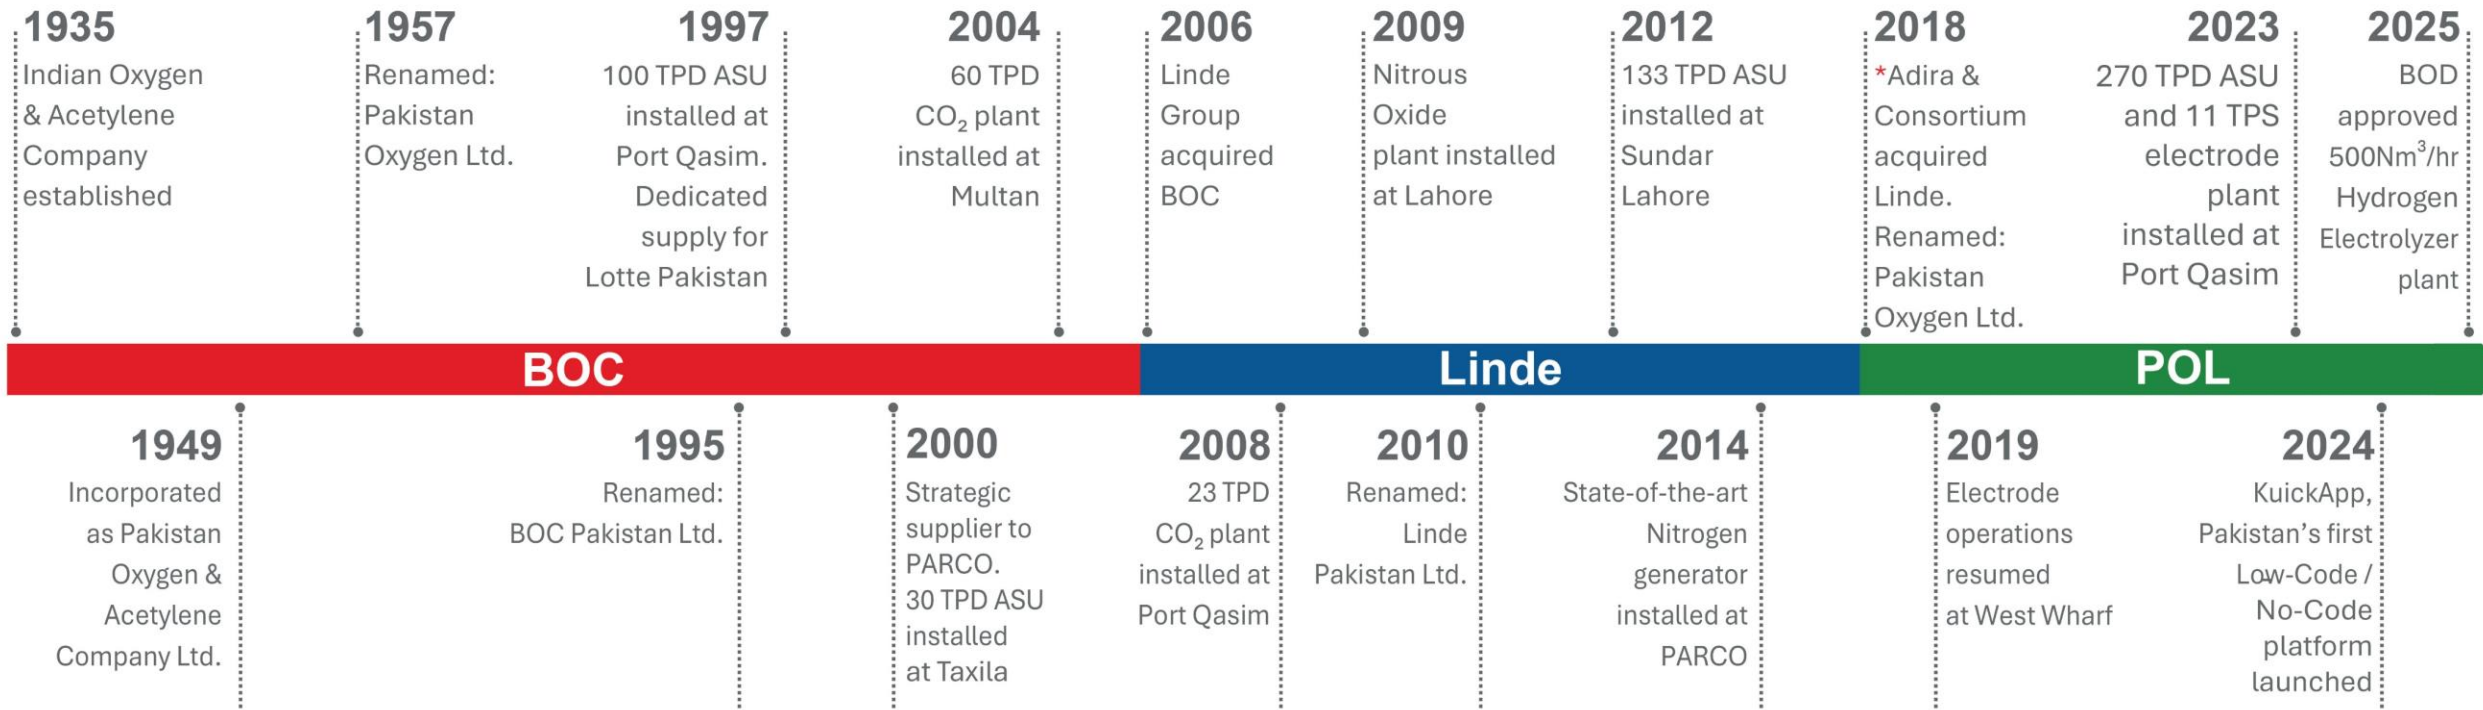 1935
Indian Oxygen
& Acetylene
Company
established
1957
Renamed:
Pakistan
Oxygen Ltd.
1997
100 TPD ASU
installed at
Port Qasim.
Dedicated
supply for
Lotte Pakistan
2004
60 TPD
CO₂ plant
installed at
Multan
2006
Linde
Group
acquired
BOC
2009
Nitrous
Oxide
plant installed
at Lahore
2012
133 TPD ASU
installed at
Sundar
Lahore
2018
*Adira &
Consortium
acquired
Linde.
Renamed:
Pakistan
Oxygen Ltd.
2023
270 TPD ASU
and 11 TPS
electrode
plant
installed at
Port Qasim
2025
BOD
approved
500Nm³/hr
Hydrogen
Electrolyzer
plant
BOC
Linde
POL
1949
Incorporated
as Pakistan
Oxygen &
Acetylene
Company Ltd.
1995
Renamed:
BOC Pakistan Ltd.
2000
Strategic
supplier to
PARCO.
30 TPD ASU
installed
at Taxila
2008
23 TPD
CO₂ plant
installed at
Port Qasim
2010
Renamed:
Linde
Pakistan Ltd.
2014
State-of-the-art
Nitrogen
generator
installed at
PARCO
2019
Electrode
operations
resumed
at West Wharf
2024
KuickApp,
Pakistan's first
Low-Code /
No-Code
platform
launched